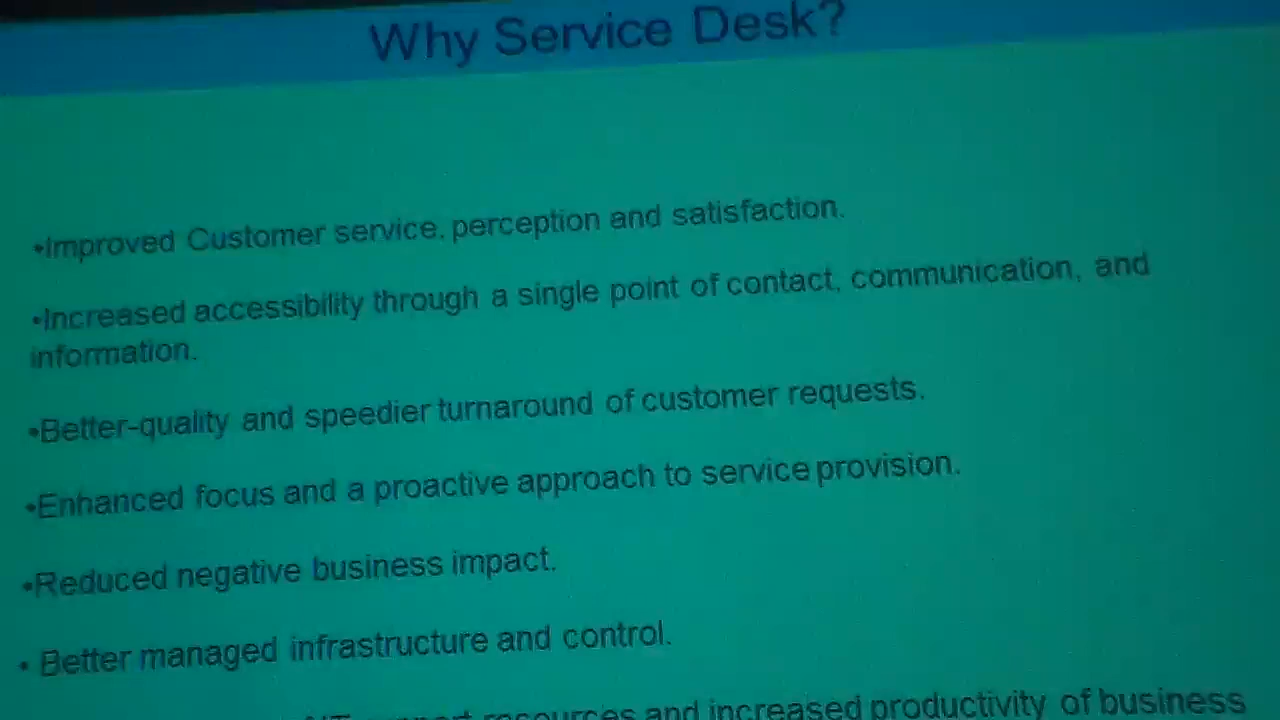 Why Service Desk?
•Improved Customer service, perception and satisfaction.
•Increased accessibility through a single point of contact, communication, and
information.
•Better-quality and speedier turnaround of customer requests.
•Enhanced focus and a proactive approach to service provision.
•Reduced negative business impact.
• Better managed infrastructure and control.
resources and increased productivity of business